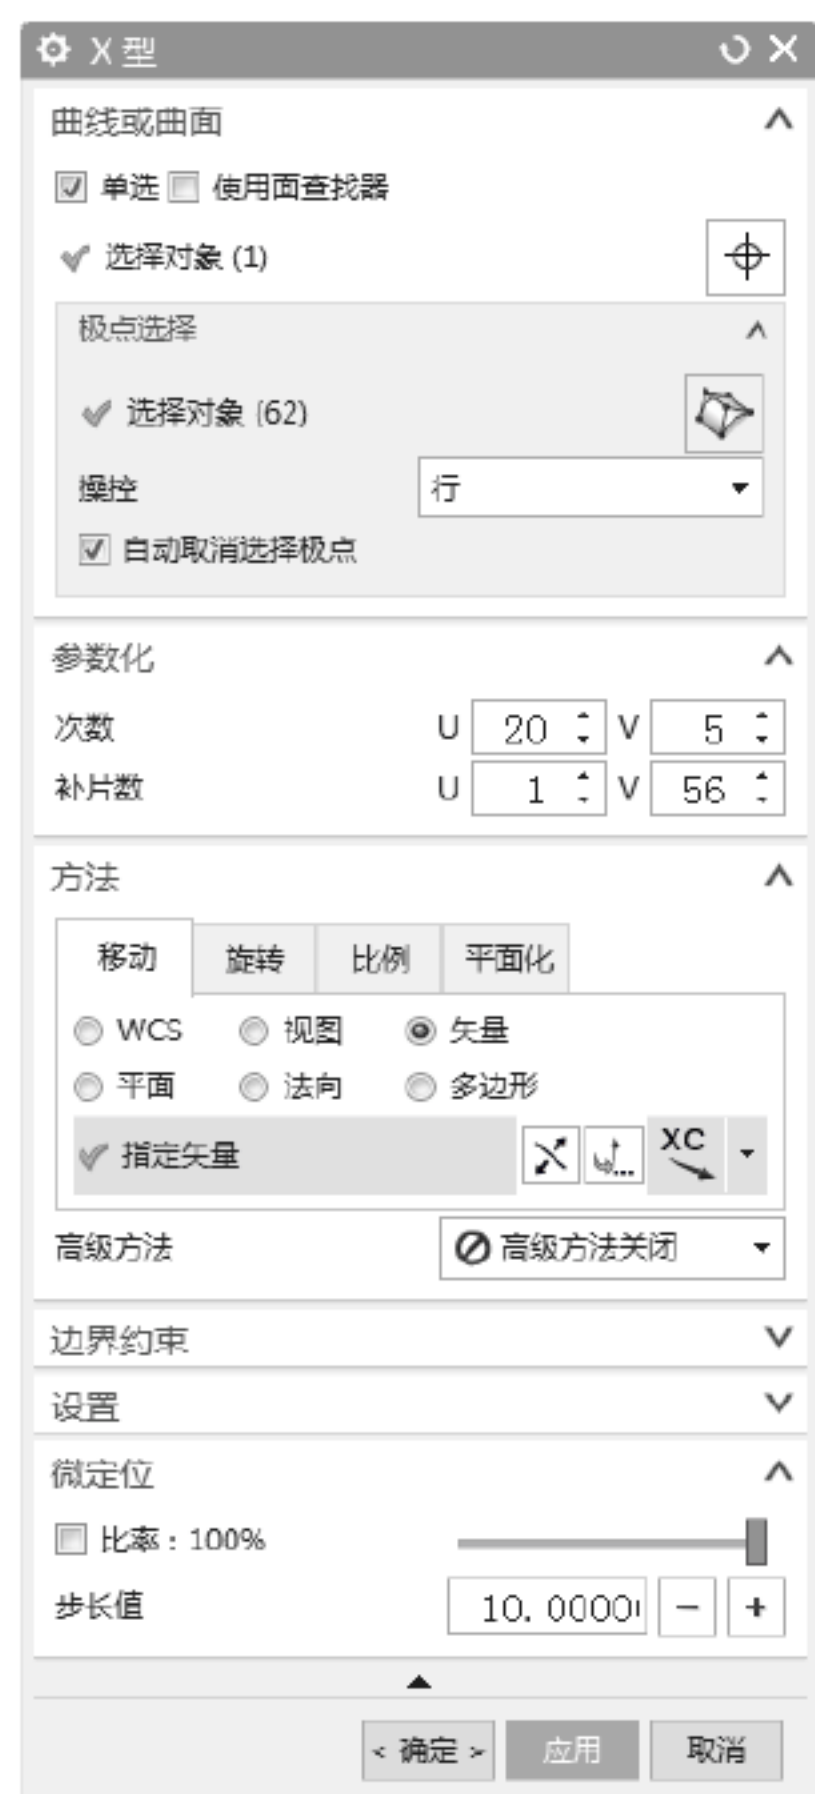 X 型
曲线或曲面
单选 使用面查找器
选择对象 (1)
极点选择
选择对象 (62)
操控 行
自动取消选择极点
参数化
次数 U 20 V 5
补片数 U 1 V 56
方法
移动 旋转 比例 平面化
WCS 视图 矢量
平面 法向 多边形
指定矢量 XC
高级方法 高级方法关闭
边界约束
设置
微定位
比率 : 100%
步长值 10.0000 − +
< 确定 > 应用 取消